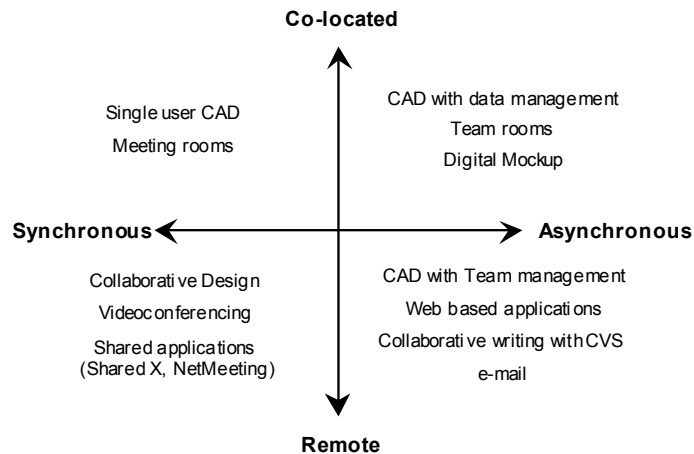 Co-located
Single user CAD
Meeting rooms
CAD with data management
Team rooms
Digital Mockup
Synchronous
Asynchronous
Collaborative Design
Videoconferencing
Shared applications
(Shared X, NetMeeting)
CAD with Team management
Web based applications
Collaborative writing with CVS
e-mail
Remote